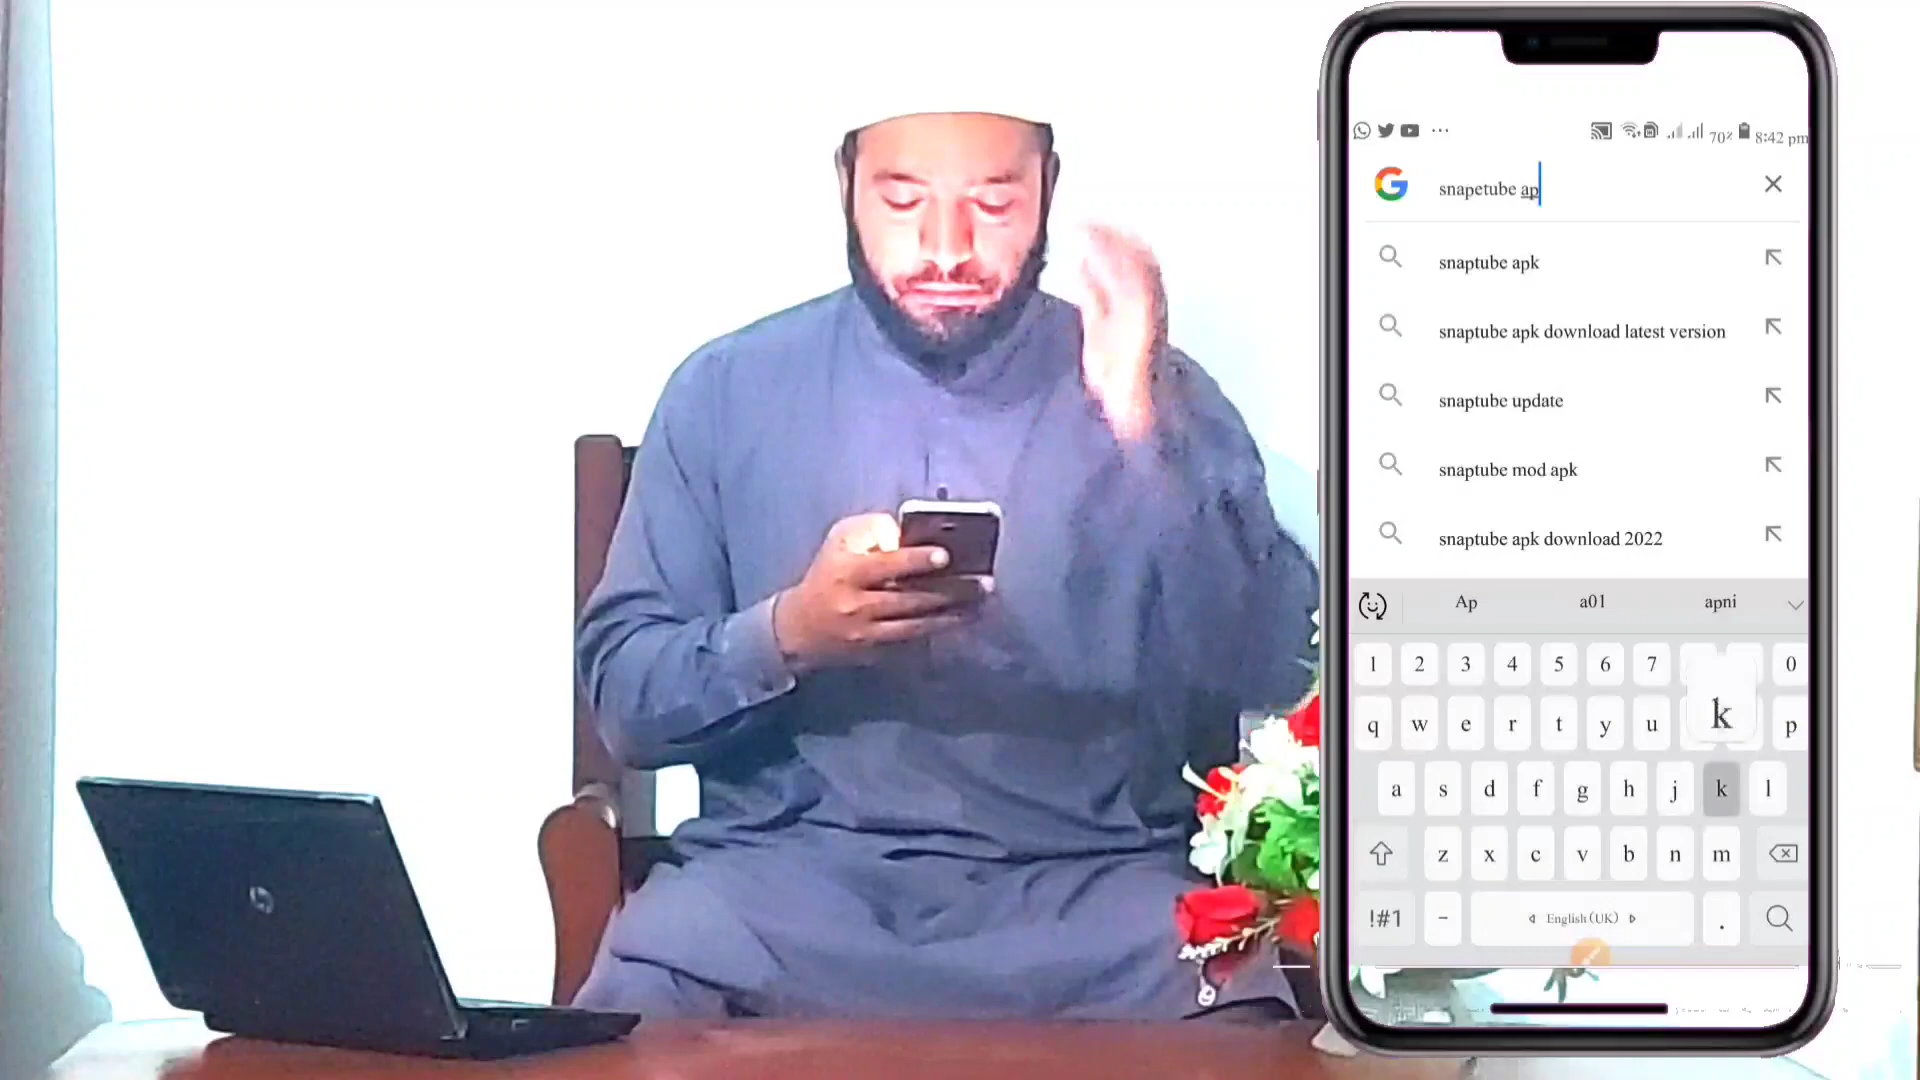 70% 8:42 pm
snapetube ap
snaptube apk
snaptube apk download latest version
snaptube update
snaptube mod apk
snaptube apk download 2022
Ap a01 apni
1 2 3 4 5 6 7 0
k
q w e r t y u p
a s d f g h j k l
z x c v b n m
!#1 - English (UK) .
hp